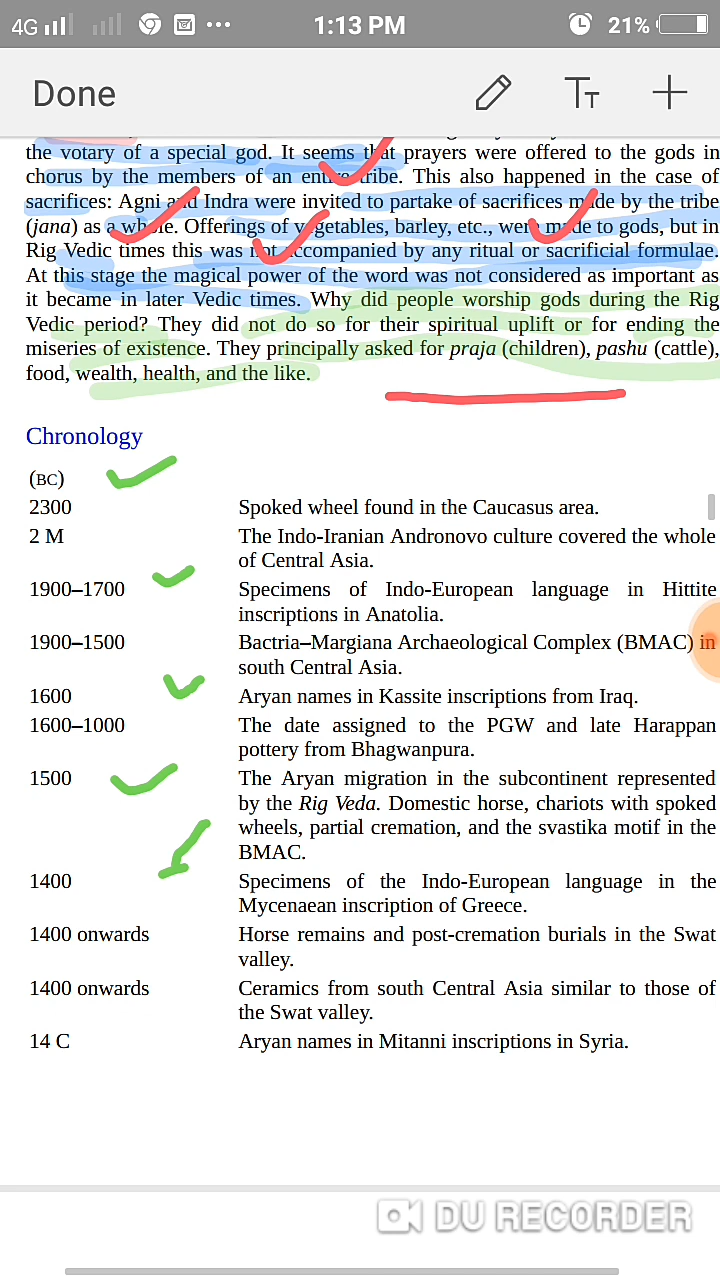 4G 1:13 PM 21%
Done
the votary of a special god. It seems that prayers were offered to the gods in
chorus by the members of an entire tribe. This also happened in the case of
sacrifices: Agni and Indra were invited to partake of sacrifices made by the tribe
(jana) as a whole. Offerings of vegetables, barley, etc., were made to gods, but in
Rig Vedic times this was not accompanied by any ritual or sacrificial formulae.
At this stage the magical power of the word was not considered as important as
it became in later Vedic times. Why did people worship gods during the Rig
Vedic period? They did not do so for their spiritual uplift or for ending the
miseries of existence. They principally asked for praja (children), pashu (cattle),
food, wealth, health, and the like.
Chronology
(BC)
2300 Spoked wheel found in the Caucasus area.
2 M The Indo-Iranian Andronovo culture covered the whole
of Central Asia.
1900–1700 Specimens of Indo-European language in Hittite
inscriptions in Anatolia.
1900–1500 Bactria–Margiana Archaeological Complex (BMAC) in
south Central Asia.
1600 Aryan names in Kassite inscriptions from Iraq.
1600–1000 The date assigned to the PGW and late Harappan
pottery from Bhagwanpura.
1500 The Aryan migration in the subcontinent represented
by the Rig Veda. Domestic horse, chariots with spoked
wheels, partial cremation, and the svastika motif in the
BMAC.
1400 Specimens of the Indo-European language in the
Mycenaean inscription of Greece.
1400 onwards Horse remains and post-cremation burials in the Swat
valley.
1400 onwards Ceramics from south Central Asia similar to those of
the Swat valley.
14 C Aryan names in Mitanni inscriptions in Syria.
DU RECORDER